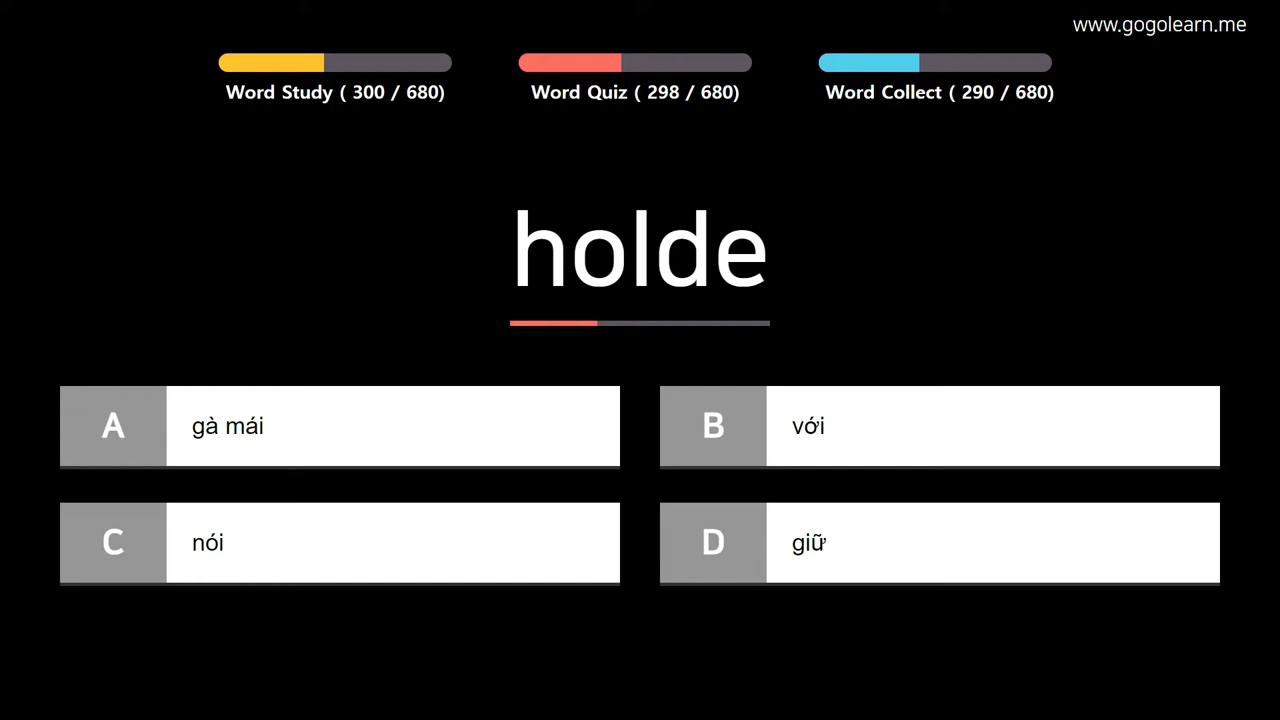 www.gogolearn.me
Word Study ( 300 / 680)
Word Quiz ( 298 / 680)
Word Collect ( 290 / 680)
holde
A gà mái
B với
C nói
D giữ